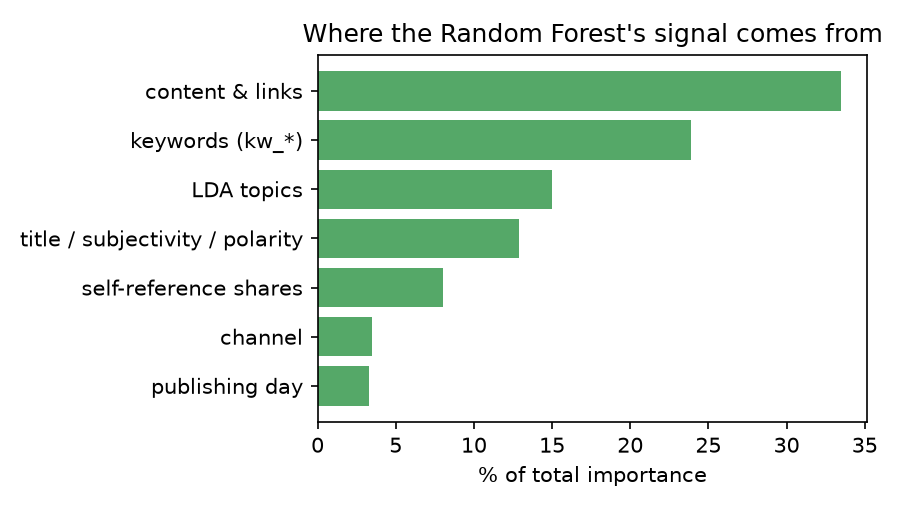 Where the Random Forest's signal comes from
content & links
keywords (kw_*)
LDA topics
title / subjectivity / polarity
self-reference shares
channel
publishing day
0 5 10 15 20 25 30 35
% of total importance